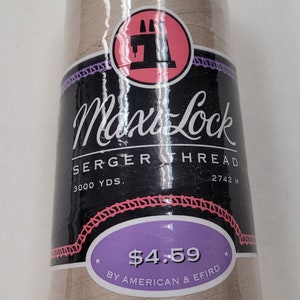 Maxi-Lock
SERGER THREAD
3000 YDS. 2742 M
$4.59
BY AMERICAN & EFIRD